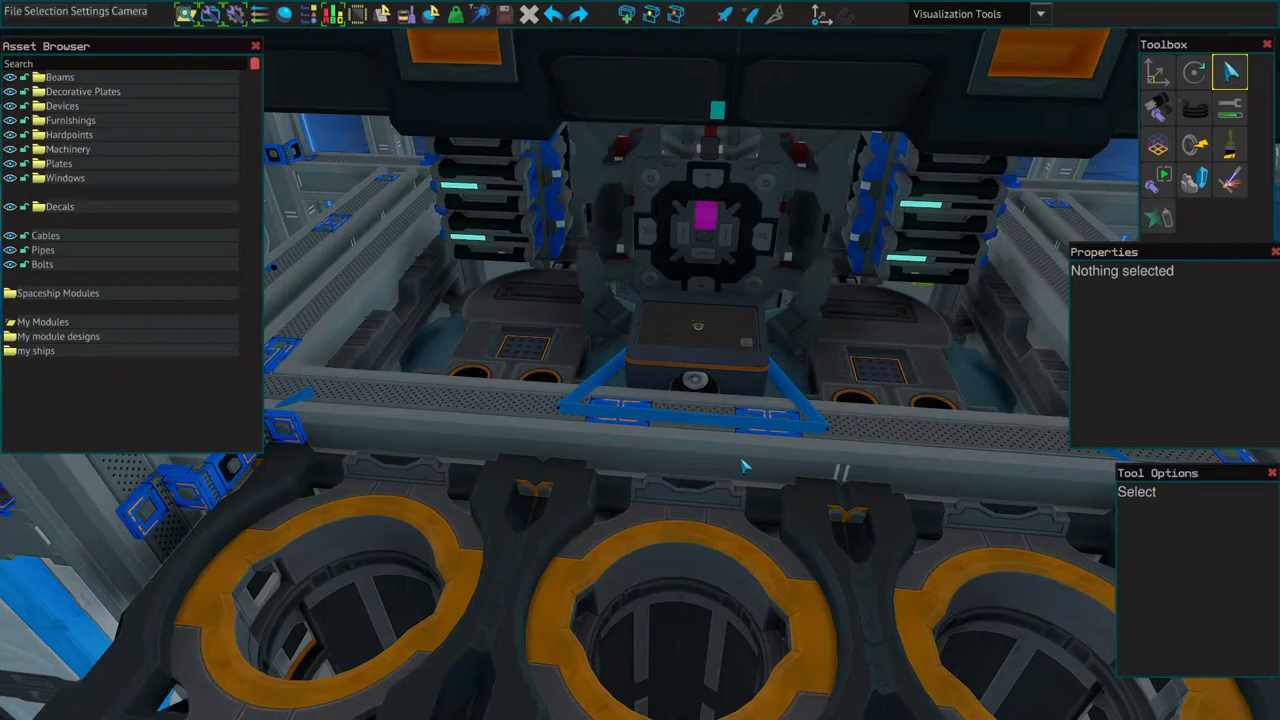 File Selection Settings Camera
Visualization Tools
Asset Browser
Search
Beams
Decorative Plates
Devices
Furnishings
Hardpoints
Machinery
Plates
Windows
Decals
Cables
Pipes
Bolts
Spaceship Modules
My Modules
My module designs
my ships
Toolbox
Properties
Nothing selected
Tool Options
Select